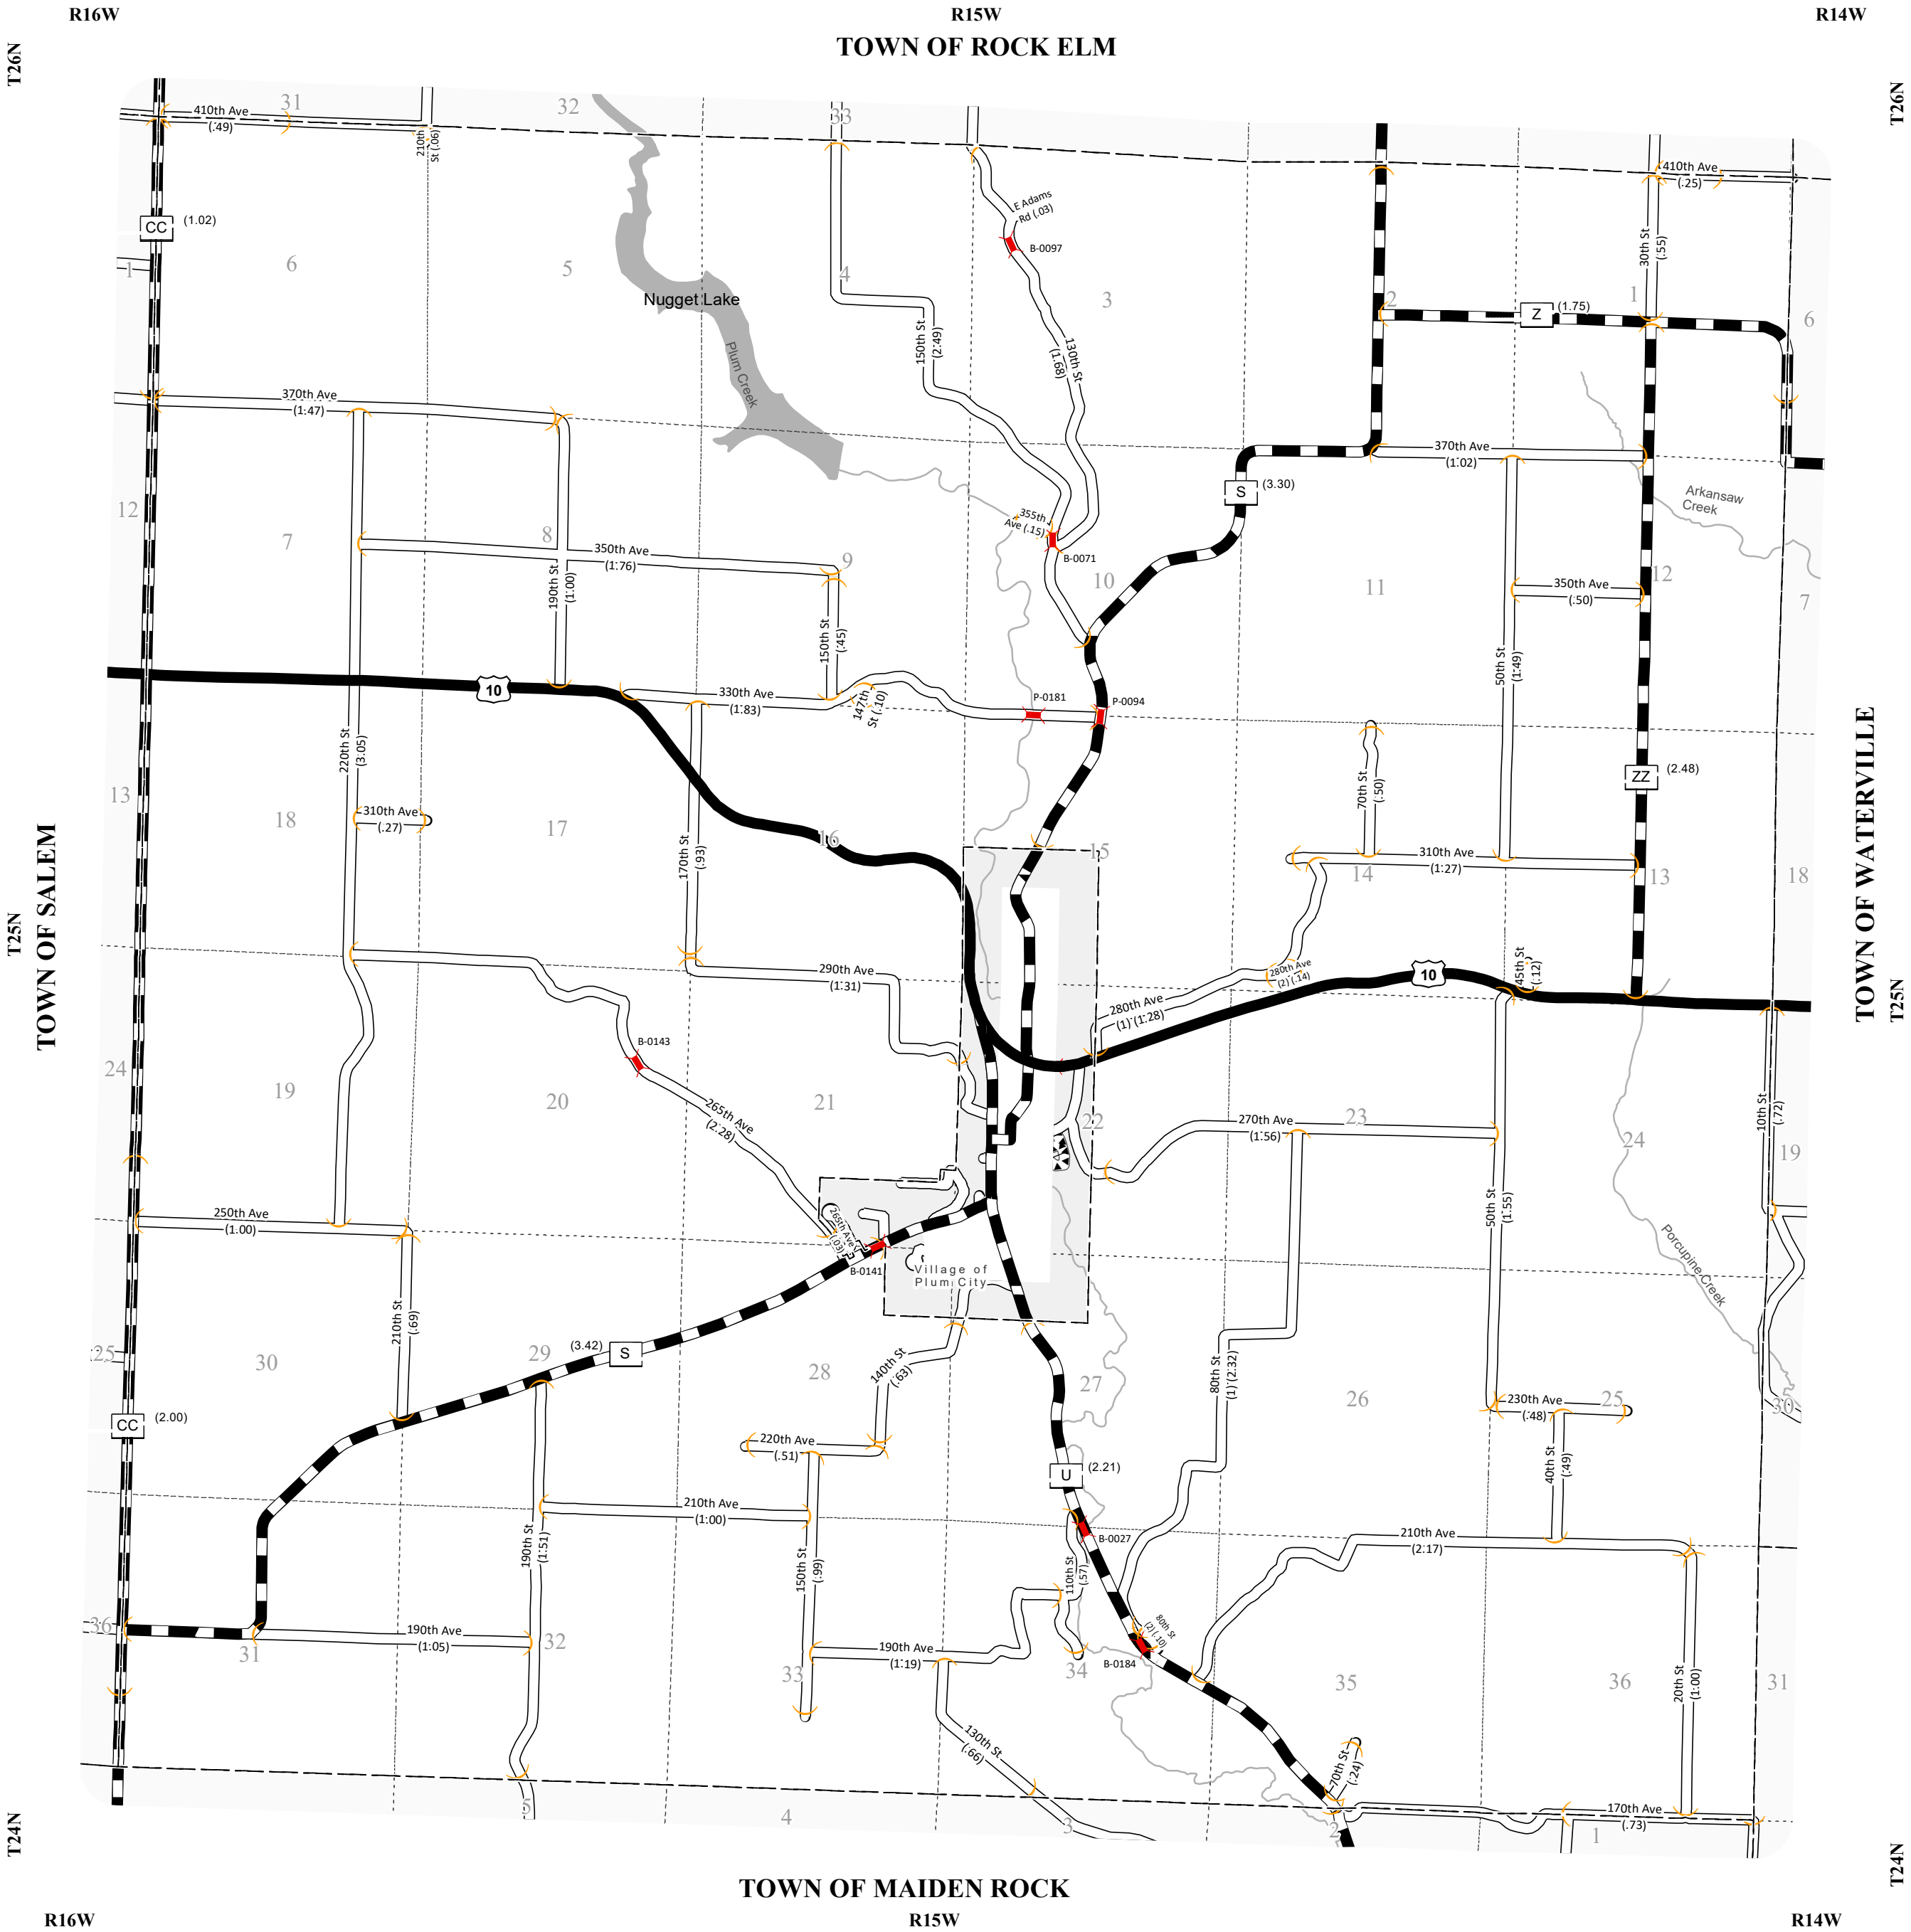 R16W
R15W
R14W
T26N
TOWN OF ROCK ELM
T26N
31
32
33
410th Ave
(.49)
210th
St (.06)
410th Ave
(.25)
CC
(1.02)
E Adams
Rd (.03)
B-0097
30th St
(.55)
1
6
5
4
3
2
1
6
Nugget Lake
Plum Creek
150th St
(2.49)
130th St
(1.68)
Z
(1.75)
370th Ave
(1.47)
370th Ave
(1.02)
S
(3.30)
Arkansaw
Creek
12
7
8
9
10
11
12
7
355th
Ave (.15)
B-0071
350th Ave
(1.76)
190th St
(1.00)
150th St
(.45)
350th Ave
(.50)
50th St
(1.49)
10
330th Ave
(1.83)
147th
St (.10)
P-0181
P-0094
220th St
(3.05)
TOWN OF SALEM
TOWN OF WATERVILLE
13
18
17
16
15
14
13
18
310th Ave
(.27)
170th St
(.93)
70th St
(.50)
310th Ave
(1.27)
ZZ
(2.48)
T25N
T25N
290th Ave
(1.31)
280th Ave
(2) (.14)
280th Ave
(1) (1.28)
10
45th St
(.12)
B-0143
265th Ave
(2.28)
24
19
20
21
22
23
24
19
270th Ave
(1.56)
10th St
(.72)
250th Ave
(1.00)
265th Ave
(.03)
B-0141
Village of
Plum City
50th St
(1.55)
Porcupine Creek
210th St
(.69)
(3.42)
S
25
30
29
28
27
26
25
30
140th St
(.63)
80th St
(1) (2.32)
230th Ave
(.48)
CC
(2.00)
220th Ave
(.51)
U
(2.21)
40th St
(.49)
210th Ave
(1.00)
190th St
(1.51)
150th St
(.99)
B-0027
110th St
(.57)
210th Ave
(2.17)
36
31
32
33
34
35
36
31
190th Ave
(1.05)
190th Ave
(1.19)
80th St
(2) (.10)
B-0184
20th St
(1.00)
130th St
(.66)
70th St
(.24)
170th Ave
(.73)
5
4
3
2
1
T24N
T24N
TOWN OF MAIDEN ROCK
R16W
R15W
R14W